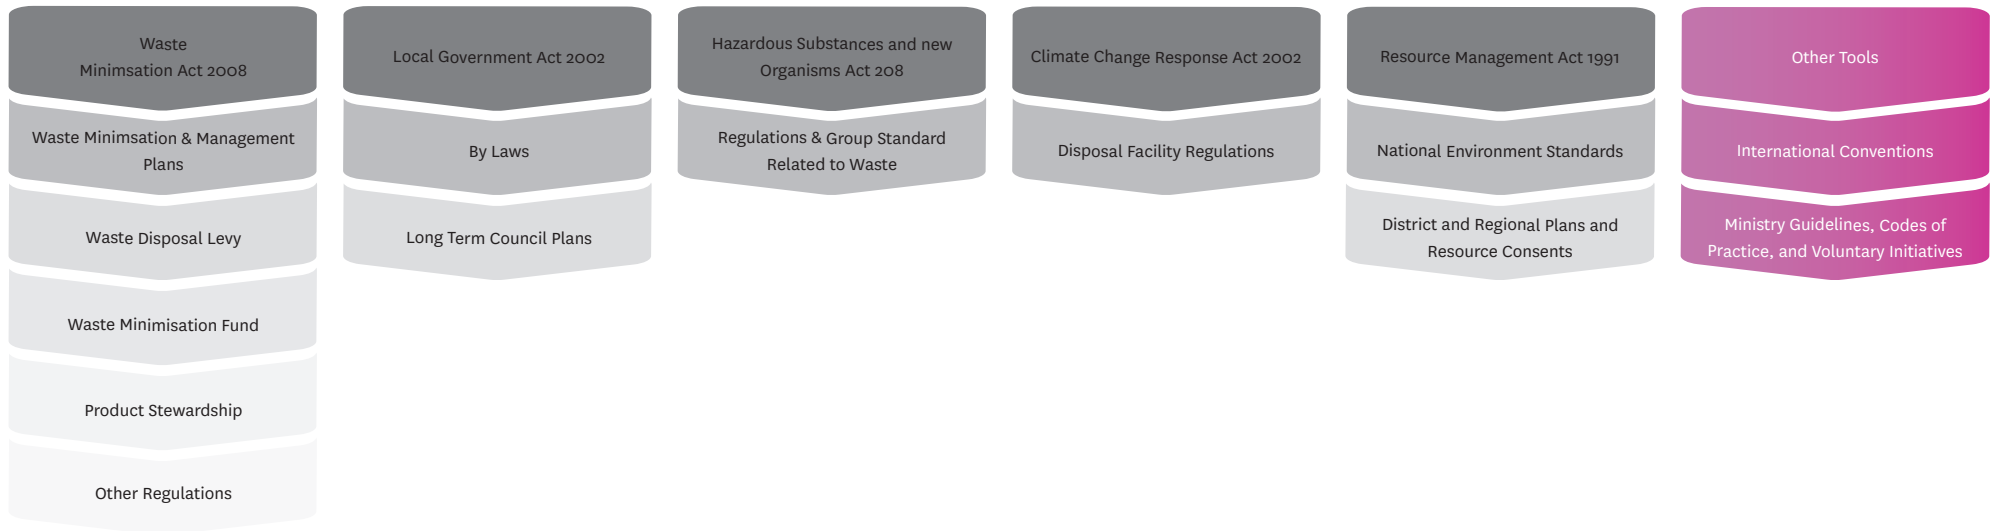 Waste
Minimsation Act 2008
Waste Minimsation & Management
Plans
Waste Disposal Levy
Waste Minimisation Fund
Product Stewardship
Other Regulations
Local Government Act 2002
By Laws
Long Term Council Plans
Hazardous Substances and new
Organisms Act 208
Regulations & Group Standard
Related to Waste
Climate Change Response Act 2002
Disposal Facility Regulations
Resource Management Act 1991
National Environment Standards
District and Regional Plans and
Resource Consents
Other Tools
International Conventions
Ministry Guidelines, Codes of
Practice, and Voluntary Initiatives